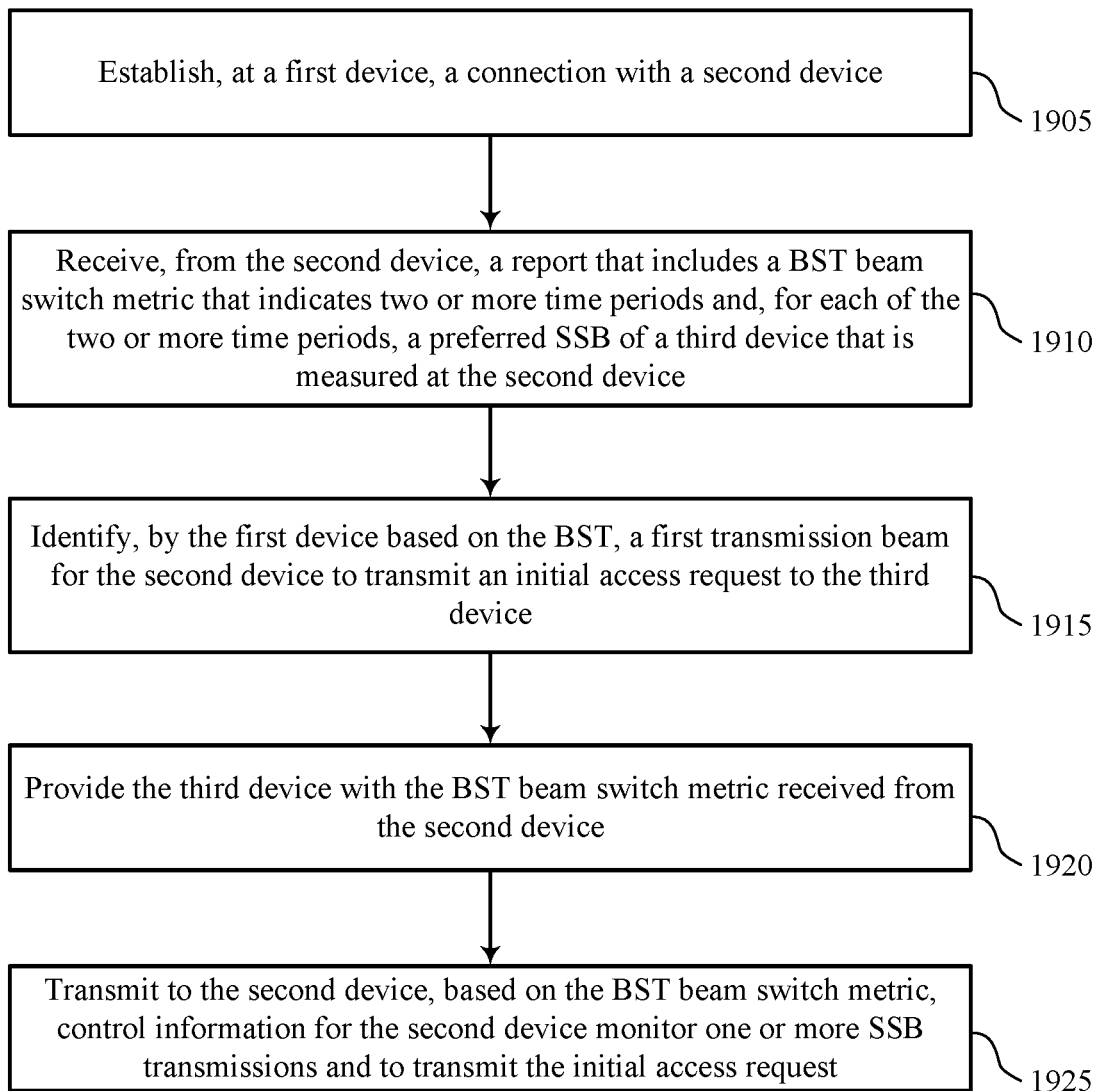 Establish, at a first device, a connection with a second device
1905
Receive, from the second device, a report that includes a BST beam
switch metric that indicates two or more time periods and, for each of the
two or more time periods, a preferred SSB of a third device that is
measured at the second device
1910
Identify, by the first device based on the BST, a first transmission beam
for the second device to transmit an initial access request to the third
device
1915
Provide the third device with the BST beam switch metric received from
the second device
1920
Transmit to the second device, based on the BST beam switch metric,
control information for the second device monitor one or more SSB
transmissions and to transmit the initial access request
1925